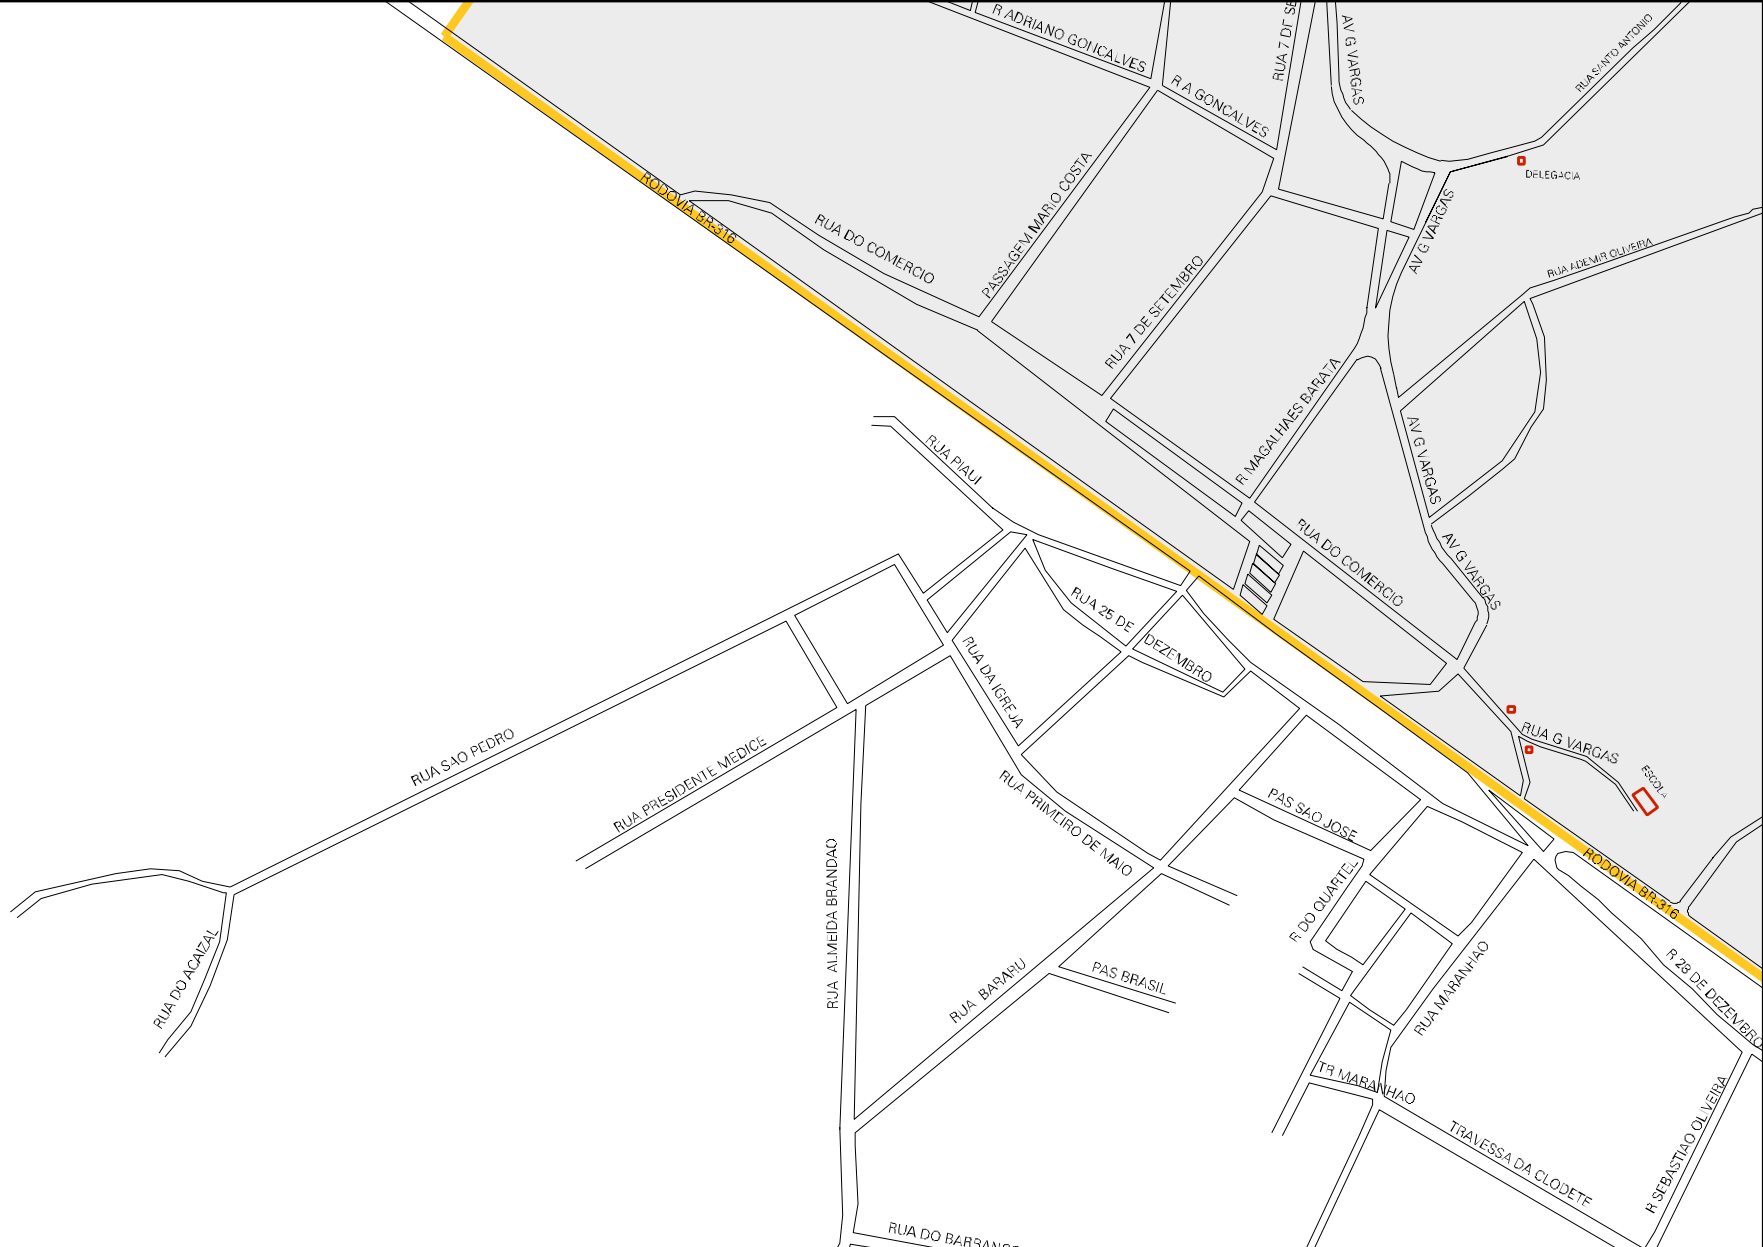 R ADRIANO GONCALVES
RUA 7 DE SE
AV G VARGAS
RUA SANTO ANTONIO
R A GONCALVES
DELEGACIA
RODOVIA BR-316
RUA DO COMERCIO
PASSAGEM MARIO COSTA
RUA 7 DE SETEMBRO
AV G VARGAS
RUA ADEMIR OLIVEIRA
R MAGALHAES BARATA
AV G VARGAS
RUA PIAUI
RUA DO COMERCIO
AV G VARGAS
RUA 25 DE
DEZEMBRO
RUA DA IGREJA
RUA SAO PEDRO
RUA PRESIDENTE MEDICE
RUA G VARGAS
ESCOLA
RUA PRIMEIRO DE MAIO
PAS SAO JOSE
RUA ALMEIDA BRANDAO
R DO QUARTEL
RODOVIA BR-316
RUA DO ACAIZAL
RUA BARARU
PAS BRASIL
RUA MARANHAO
R 28 DE DEZEMBRO
TR MARANHAO
TRAVESSA DA CLODETE
R SEBASTIAO OLIVEIRA
RUA DO BARRANCO